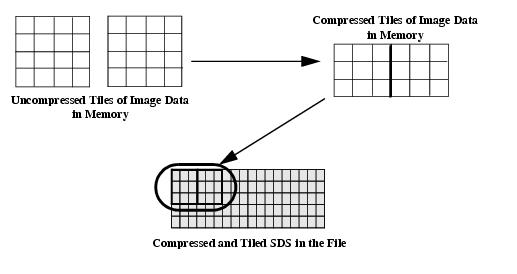 Compressed Tiles of Image Data
in Memory
Uncompressed Tiles of Image Data
in Memory
Compressed and Tiled SDS in the File